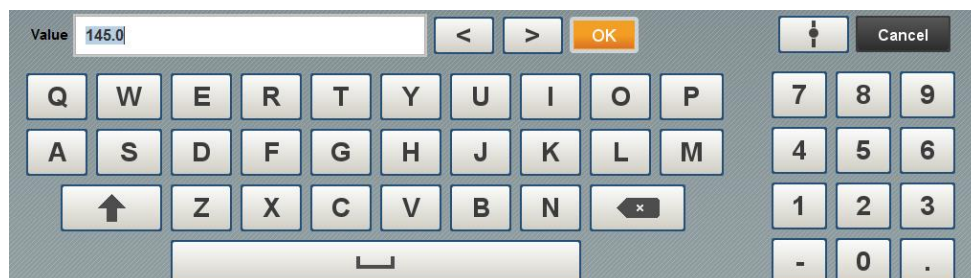 Value 145.0 < > OK Cancel
Q W E R T Y U I O P 7 8 9
A S D F G H J K L M 4 5 6
Z X C V B N × 1 2 3
- 0 .